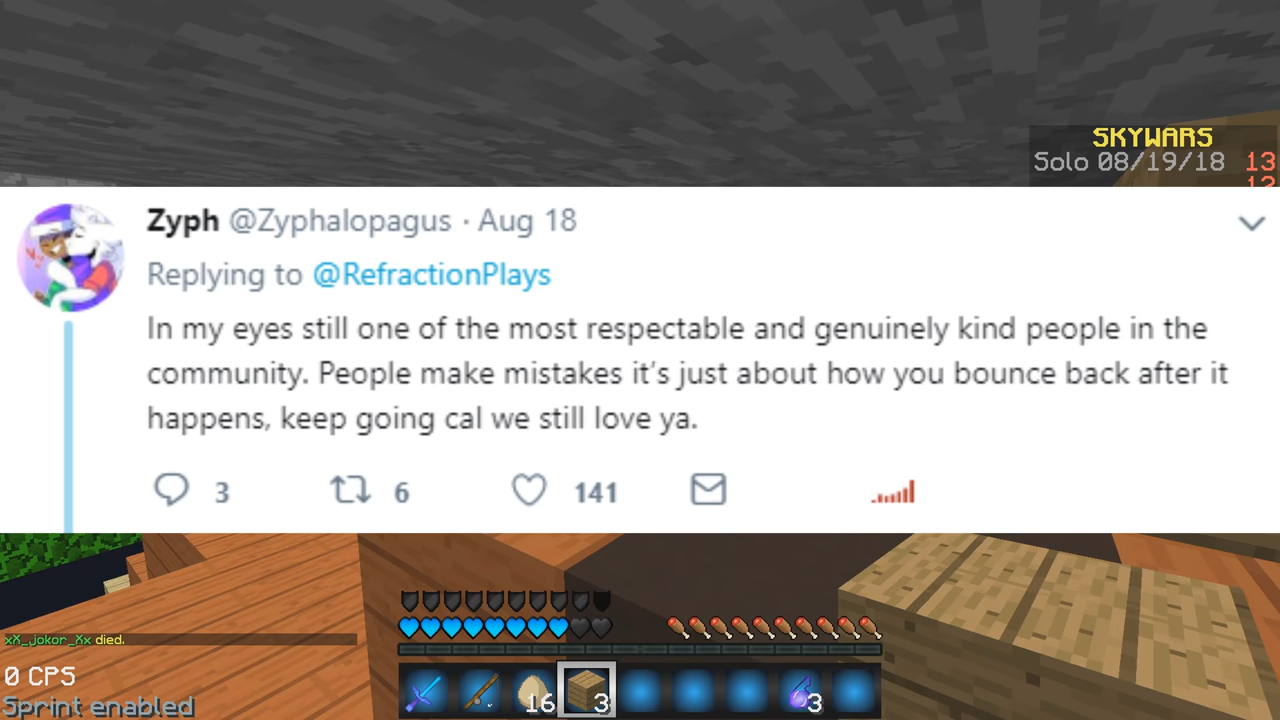 SKYWARS
Solo 08/19/18 13
Zyph @Zyphalopagus · Aug 18
Replying to @RefractionPlays
In my eyes still one of the most respectable and genuinely kind people in the
community. People make mistakes it's just about how you bounce back after it
happens, keep going cal we still love ya.
3 6 141
xX_jokor_Xx died.
0 CPS
16 3 3
Sprint enabled